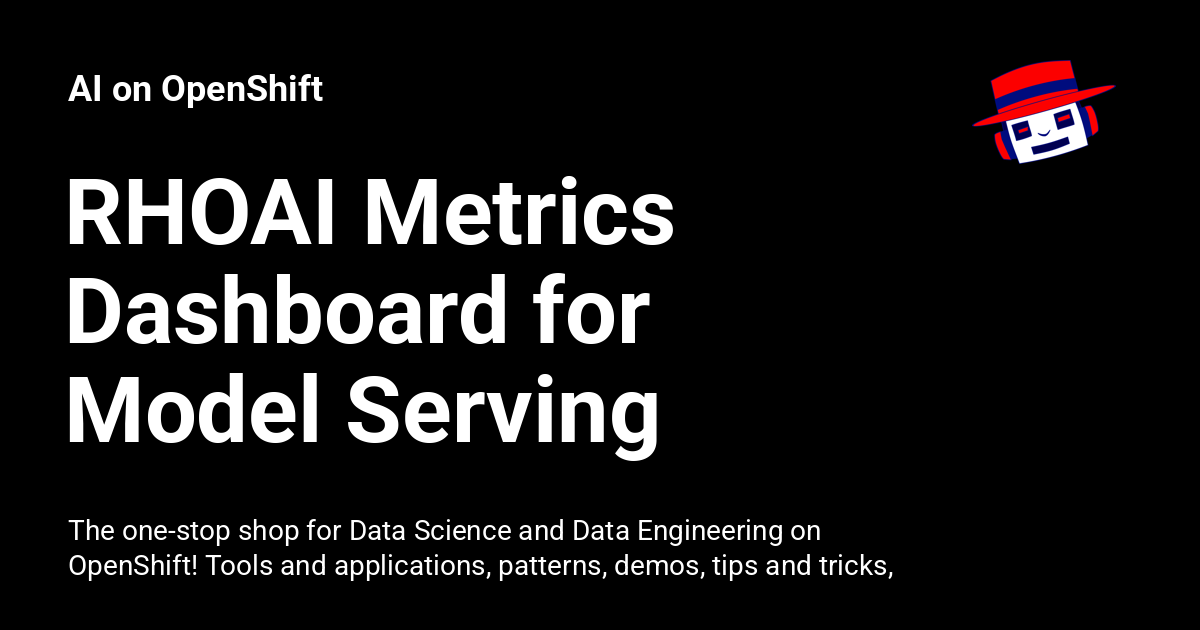 AI on OpenShift
RHOAI Metrics
Dashboard for
Model Serving
The one-stop shop for Data Science and Data Engineering on
OpenShift! Tools and applications, patterns, demos, tips and tricks,